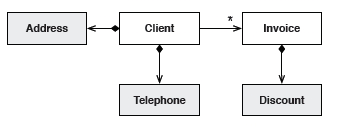 Address
Client
*
Invoice
Telephone
Discount